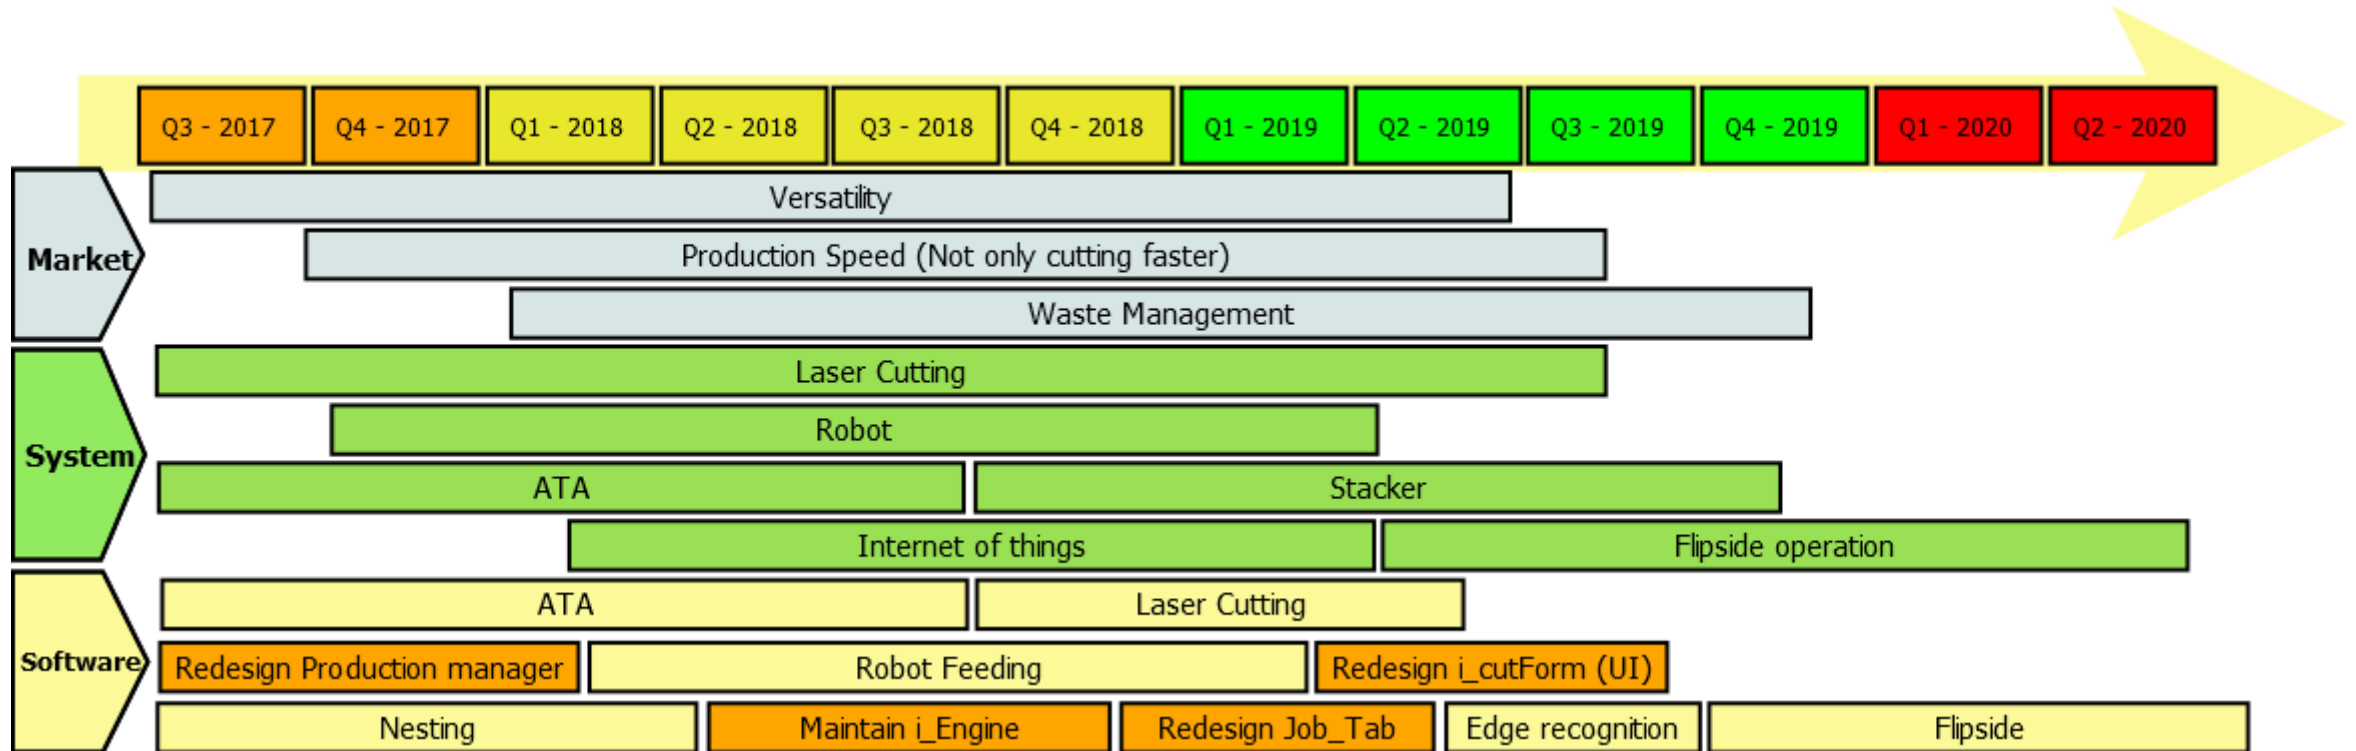 Q3 - 2017 Q4 - 2017 Q1 - 2018 Q2 - 2018 Q3 - 2018 Q4 - 2018 Q1 - 2019 Q2 - 2019 Q3 - 2019 Q4 - 2019 Q1 - 2020 Q2 - 2020
Market
Versatility
Production Speed (Not only cutting faster)
Waste Management
System
Laser Cutting
Robot
ATA Stacker
Internet of things Flipside operation
Software
ATA Laser Cutting
Redesign Production manager Robot Feeding Redesign i_cutForm (UI)
Nesting Maintain i_Engine Redesign Job_Tab Edge recognition Flipside